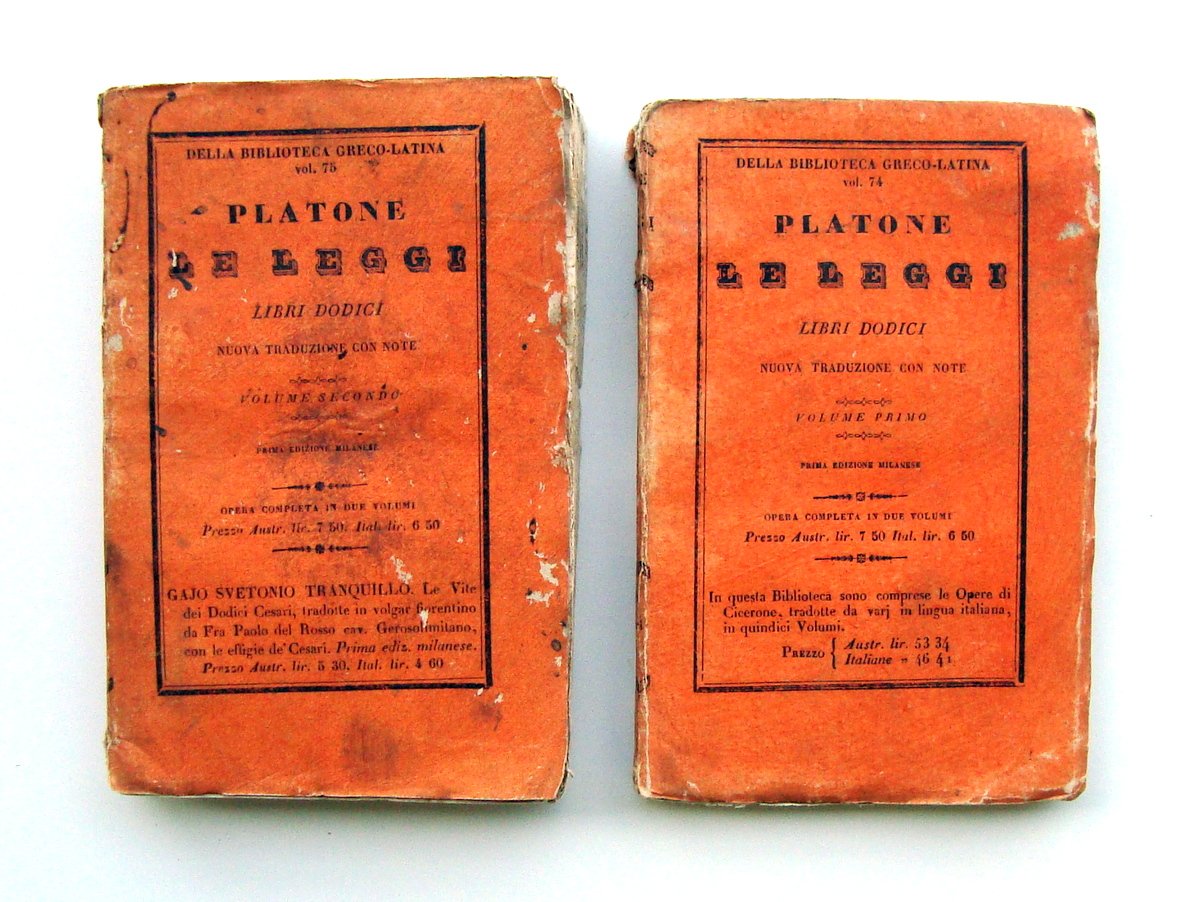 DELLA BIBLIOTECA GRECO-LATINA
vol. 75
PLATONE
LE LEGGI
LIBRI DODICI
NUOVA TRADUZIONE CON NOTE
VOLUME SECONDO
PRIMA EDIZIONE MILANESE
OPERA COMPLETA IN DUE VOLUMI
Prezzo Austr. lir. 7 50. Ital. lir. 6 50
GAJO SVETONIO TRANQUILLO. Le Vite
dei Dodici Cesari, tradotte in volgar fiorentino
da Fra Paolo del Rosso cav. Gerosolimitano,
con le effigie de' Cesari. Prima ediz. milanese.
Prezzo Austr. lir. 5 30. Ital. lir. 4 60
DELLA BIBLIOTECA GRECO-LATINA
vol. 74
PLATONE
LE LEGGI
LIBRI DODICI
NUOVA TRADUZIONE CON NOTE
VOLUME PRIMO
PRIMA EDIZIONE MILANESE
OPERA COMPLETA IN DUE VOLUMI
Prezzo Austr. lir. 7 50 Ital. lir. 6 50
In questa Biblioteca sono comprese le Opere di
Cicerone, tradotte da varj in lingua italiana,
in quindici Volumi.
PREZZO { Austr. lir. 53 34
Italiane " 46 41